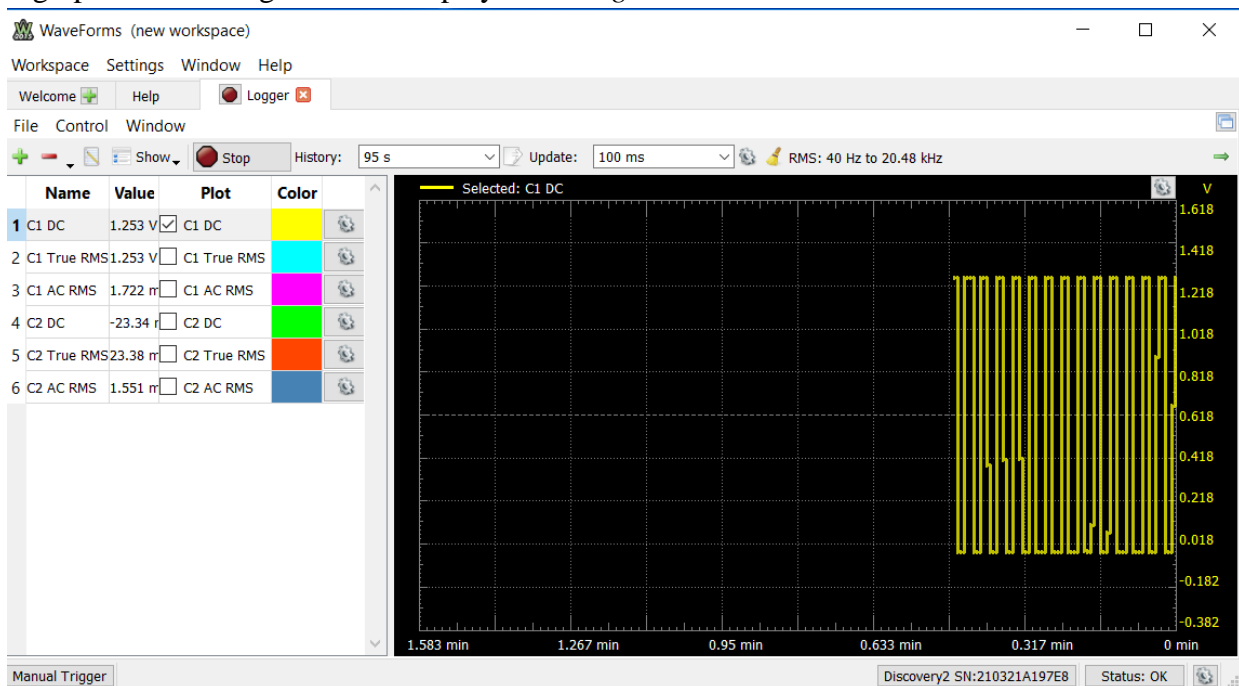 WaveForms (new workspace)
Workspace Settings Window Help
Welcome Help Logger
File Control Window
Show Stop History: 95 s Update: 100 ms RMS: 40 Hz to 20.48 kHz
Name Value Plot Color
1 C1 DC 1.253 V C1 DC
2 C1 True RMS 1.253 V C1 True RMS
3 C1 AC RMS 1.722 m C1 AC RMS
4 C2 DC -23.34 r C2 DC
5 C2 True RMS 23.38 m C2 True RMS
6 C2 AC RMS 1.551 m C2 AC RMS
Selected: C1 DC V
1.618
1.418
1.218
1.018
0.818
0.618
0.418
0.218
0.018
-0.182
-0.382
1.583 min 1.267 min 0.95 min 0.633 min 0.317 min 0 min
Manual Trigger Discovery2 SN:210321A197E8 Status: OK